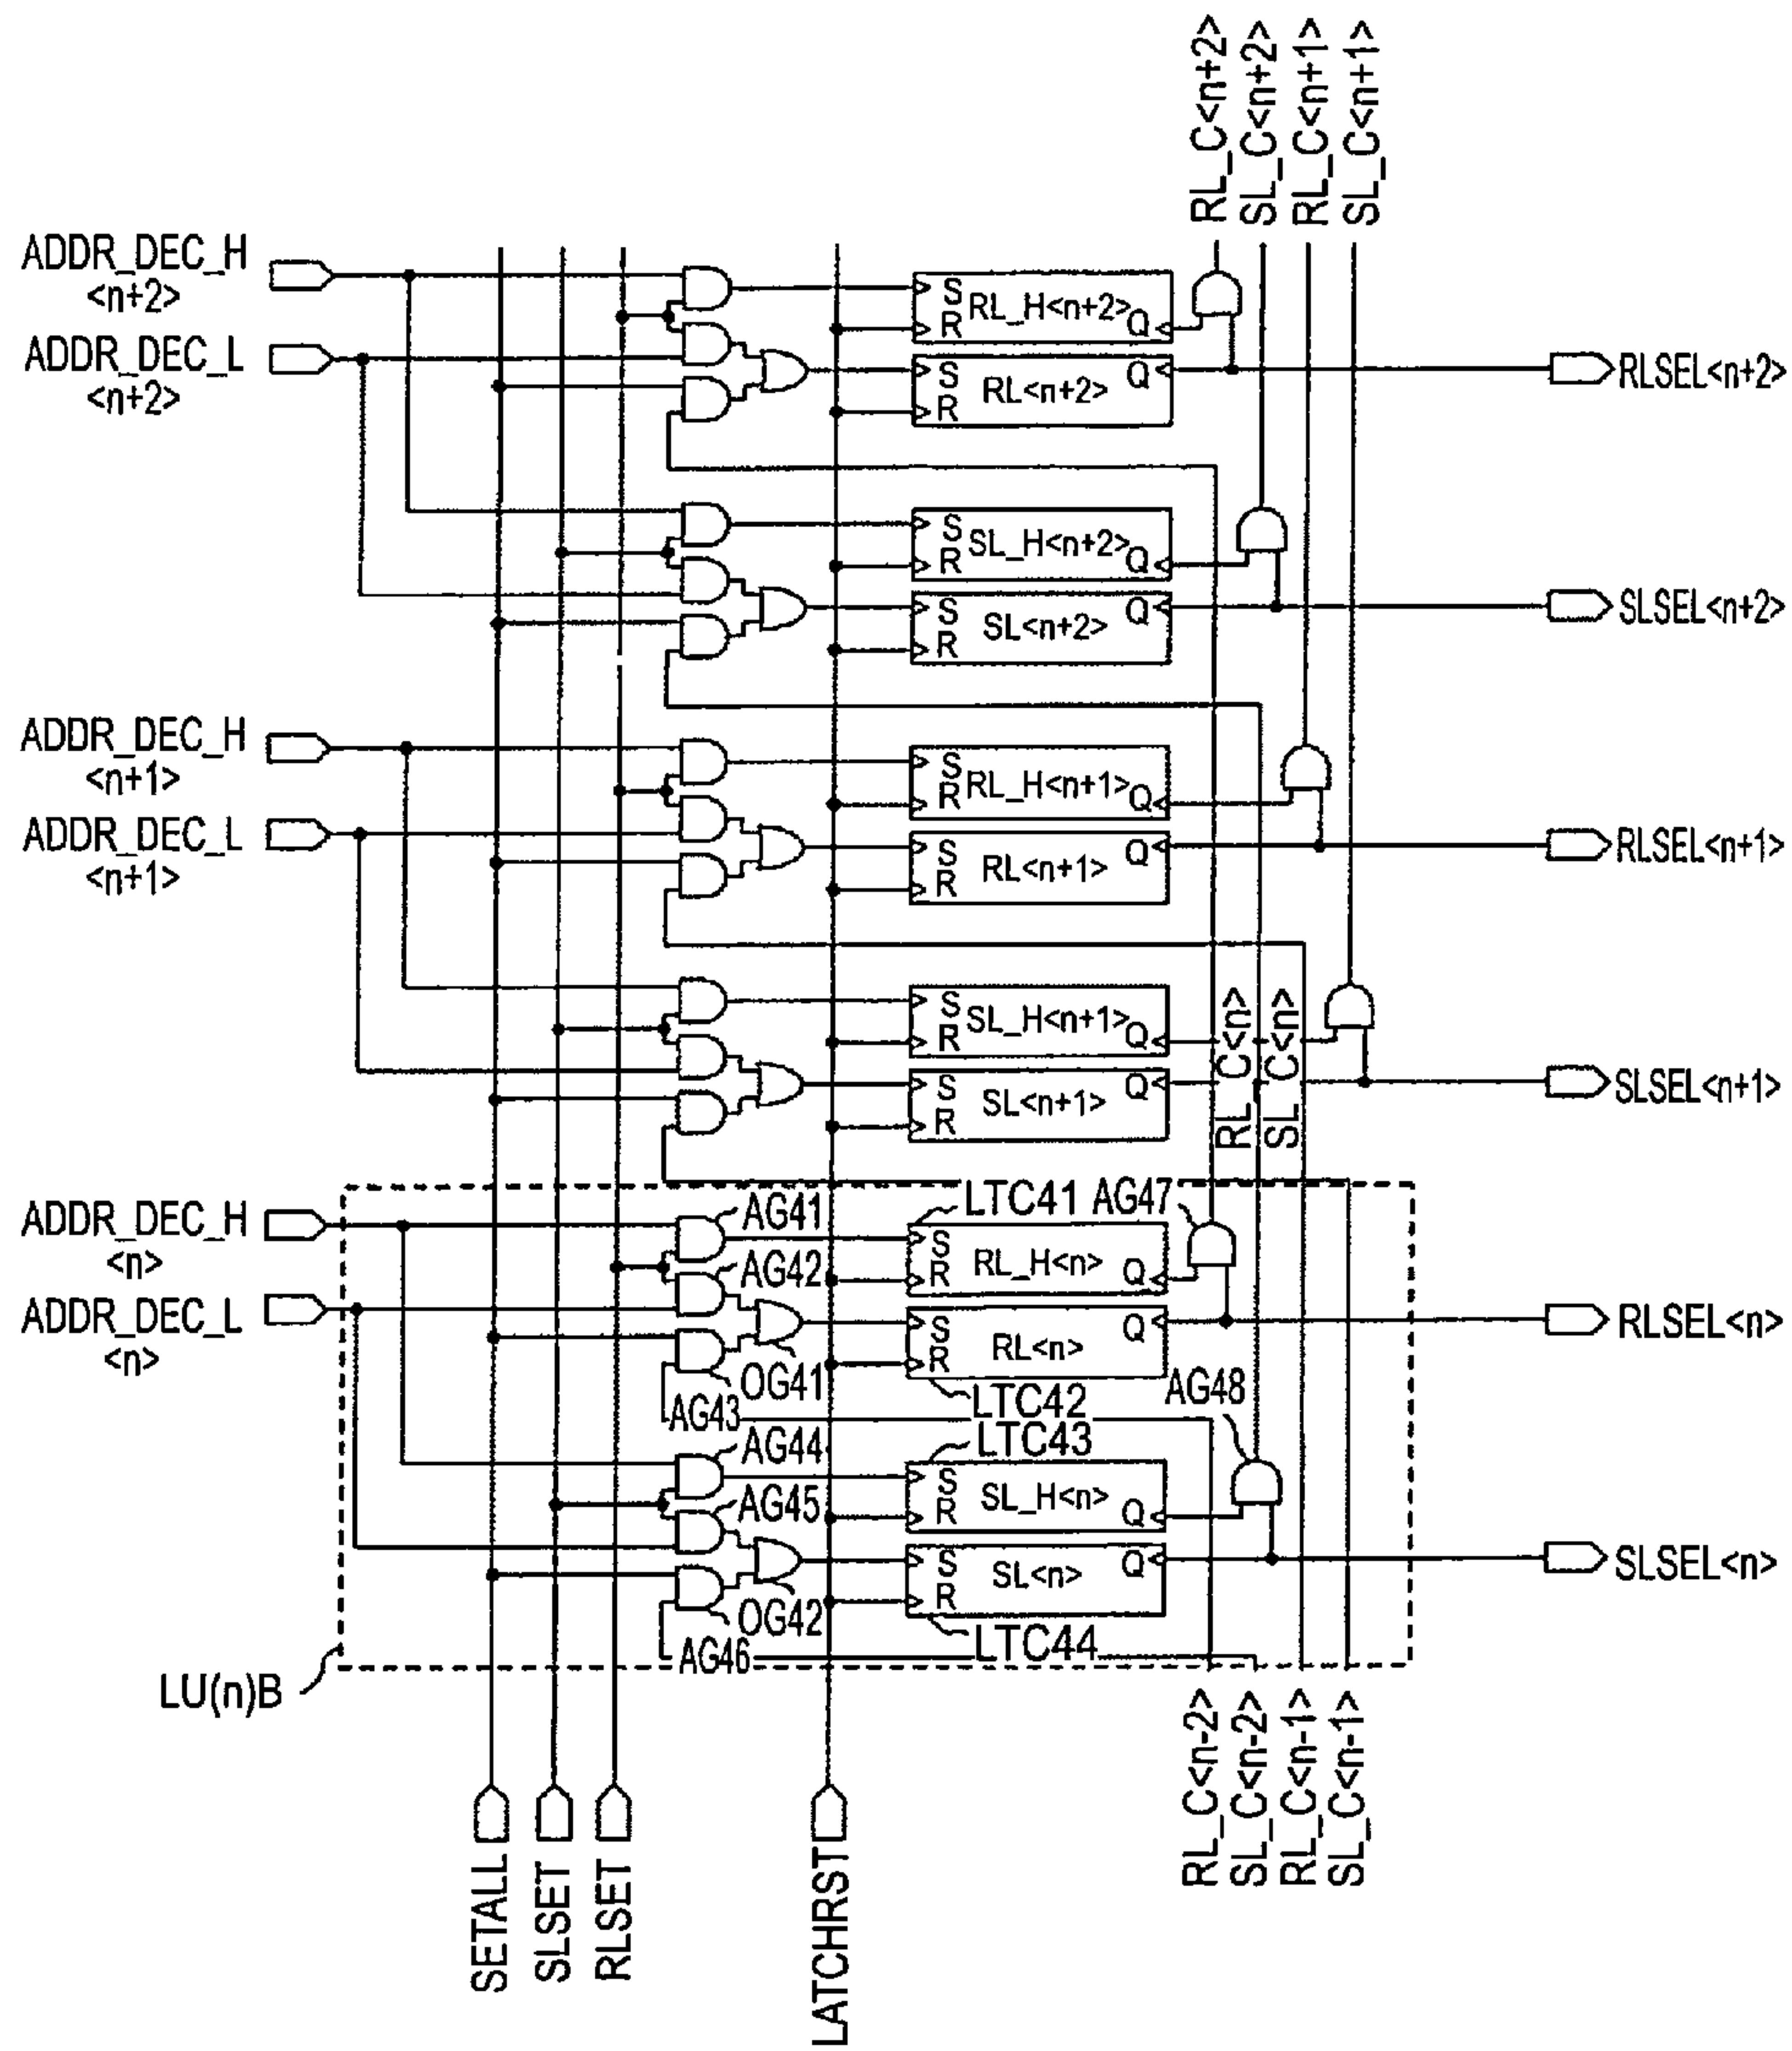 RL_C<n+2>
SL_C<n+2>
RL_C<n+1>
SL_C<n+1>
ADDR_DEC_H
<n+2>
ADDR_DEC_L
<n+2>
S
R
RL_H<n+2>
Q
S
R
RL<n+2>
Q
RLSEL<n+2>
S
R
SL_H<n+2>
Q
S
R
SL<n+2>
Q
SLSEL<n+2>
ADDR_DEC_H
<n+1>
ADDR_DEC_L
<n+1>
S
R
RL_H<n+1>
Q
S
R
RL<n+1>
Q
RLSEL<n+1>
S
R
SL_H<n+1>
Q
S
R
SL<n+1>
Q
SLSEL<n+1>
RL C<n>
SL C<n>
ADDR_DEC_H
<n>
ADDR_DEC_L
<n>
AG41
LTC41
AG47
S
R
RL_H<n>
Q
AG42
S
R
RL<n>
Q
RLSEL<n>
OG41
AG43
LTC42
AG48
AG44
LTC43
S
R
SL_H<n>
Q
AG45
S
R
SL<n>
Q
SLSEL<n>
OG42
AG46
LTC44
LU(n)B
SETALL
SLSET
RLSET
LATCHRST
RL_C<n-2>
SL_C<n-2>
RL_C<n-1>
SL_C<n-1>